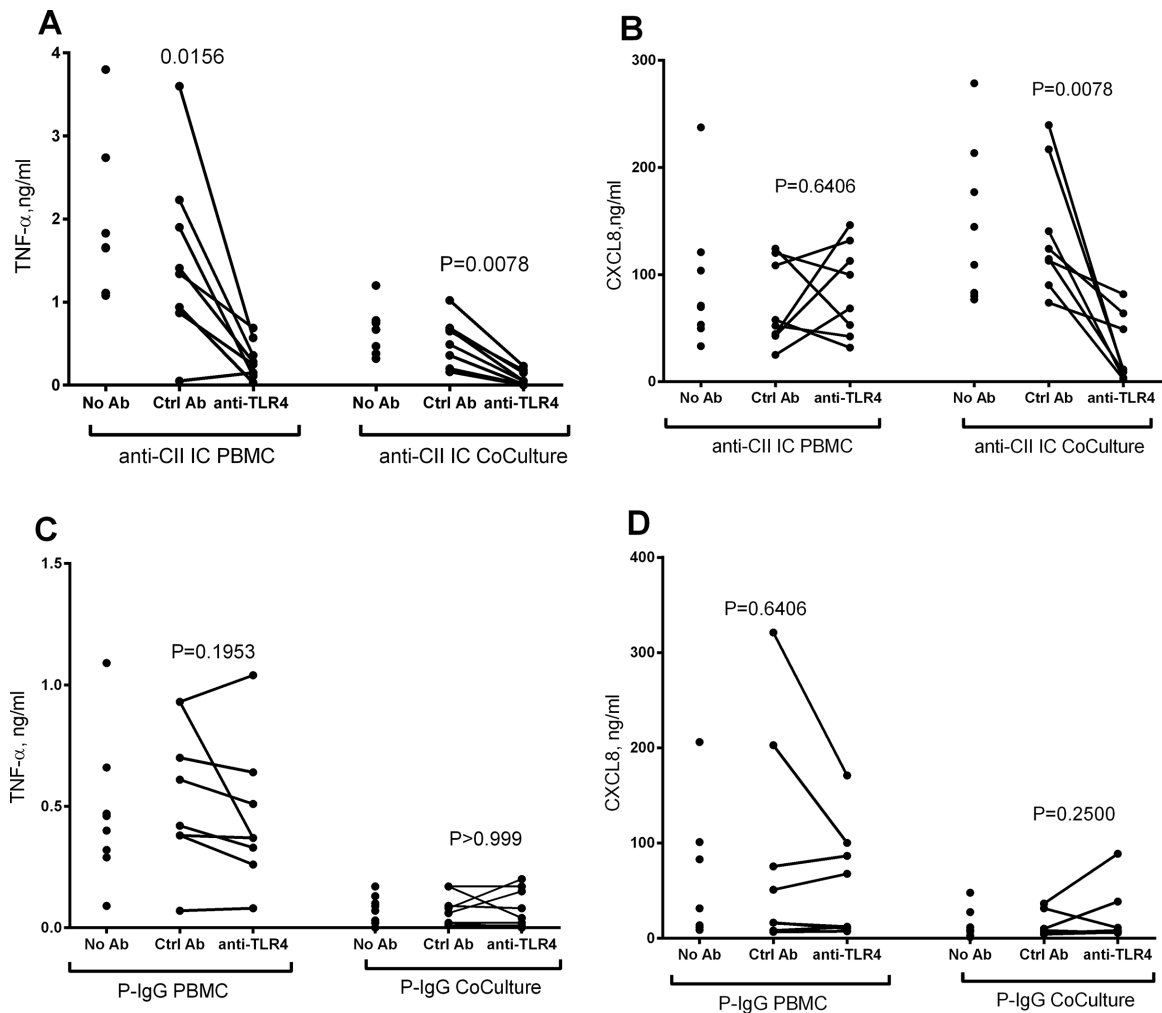 A
TNF-α,ng/ml
4
3
2
1
0
0.0156
P=0.0078
No Ab Ctrl Ab anti-TLR4 No Ab Ctrl Ab anti-TLR4
anti-CII IC PBMC anti-CII IC CoCulture
B
CXCL8,ng/ml
300
200
100
0
P=0.0078
P=0.6406
No Ab Ctrl Ab anti-TLR4 No Ab Ctrl Ab anti-TLR4
anti-CII IC PBMC anti-CII IC CoCulture
C
TNF-α, ng/ml
1.5
1.0
0.5
0.0
P=0.1953
P>0.999
No Ab Ctrl Ab anti-TLR4 No Ab Ctrl Ab anti-TLR4
P-IgG PBMC P-IgG CoCulture
D
CXCL8, ng/ml
400
300
200
100
0
P=0.6406
P=0.2500
No Ab Ctrl Ab anti-TLR4 No Ab Ctrl Ab anti-TLR4
P-IgG PBMC P-IgG CoCulture